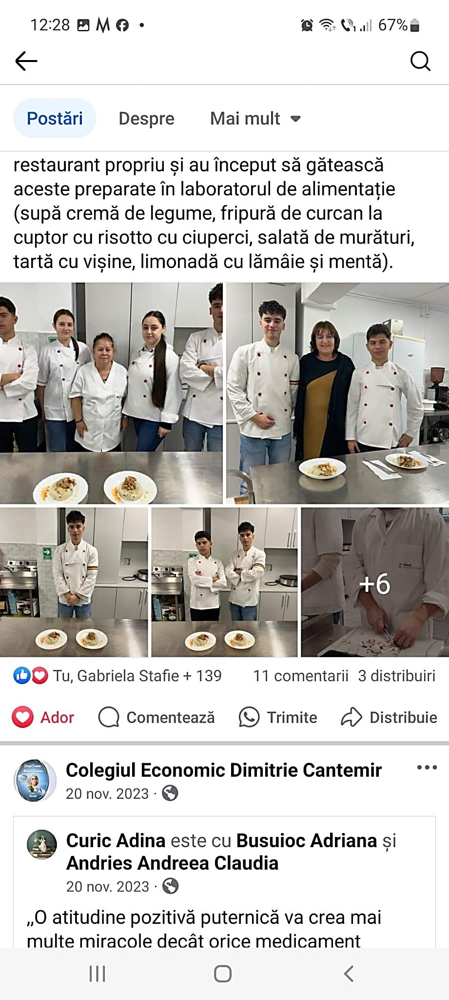 12:28
67%
Postări Despre Mai mult
restaurant propriu și au început să gătească
aceste preparate în laboratorul de alimentație
(supă cremă de legume, fripură de curcan la
cuptor cu risotto cu ciuperci, salată de murături,
tartă cu vișine, limonadă cu lămâie și mentă).
+6
Tu, Gabriela Stafie + 139 11 comentarii 3 distribuiri
Ador Comentează Trimite Distribuie
Colegiul Economic Dimitrie Cantemir
20 nov. 2023 ·
Curic Adina este cu Busuioc Adriana și
Andries Andreea Claudia
20 nov. 2023 ·
„O atitudine pozitivă puternică va crea mai
multe miracole decât orice medicament